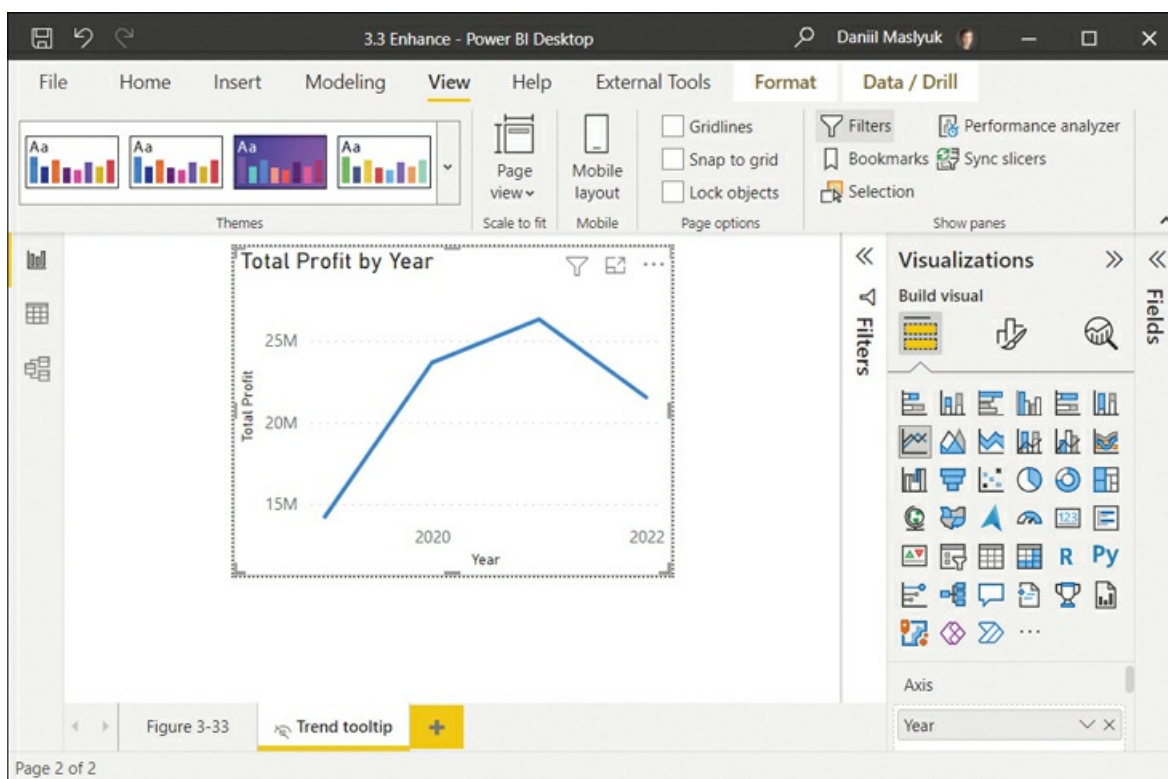 3.3 Enhance - Power BI Desktop
Daniil Maslyuk
File Home Insert Modeling View Help External Tools Format Data / Drill
Aa Aa Aa Aa
Themes
Page view
Scale to fit
Mobile layout
Mobile
Gridlines
Snap to grid
Lock objects
Page options
Filters
Bookmarks
Selection
Performance analyzer
Sync slicers
Show panes
Total Profit by Year
Total Profit
25M
20M
15M
2020 2022
Year
Filters
Visualizations
Build visual
123
R Py
Axis
Year
Fields
Figure 3-33 Trend tooltip
Page 2 of 2